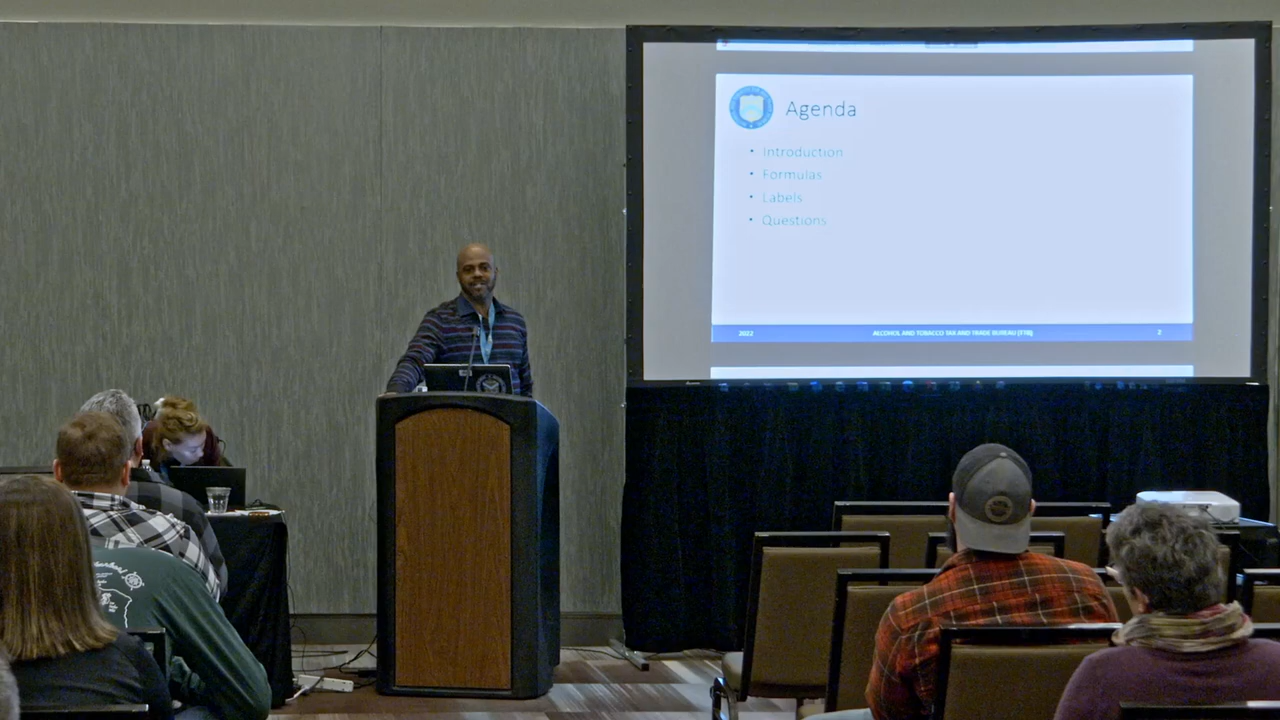 Agenda
• Introduction
• Formulas
• Labels
• Questions
2022 ALCOHOL AND TOBACCO TAX AND TRADE BUREAU (TTB) 2